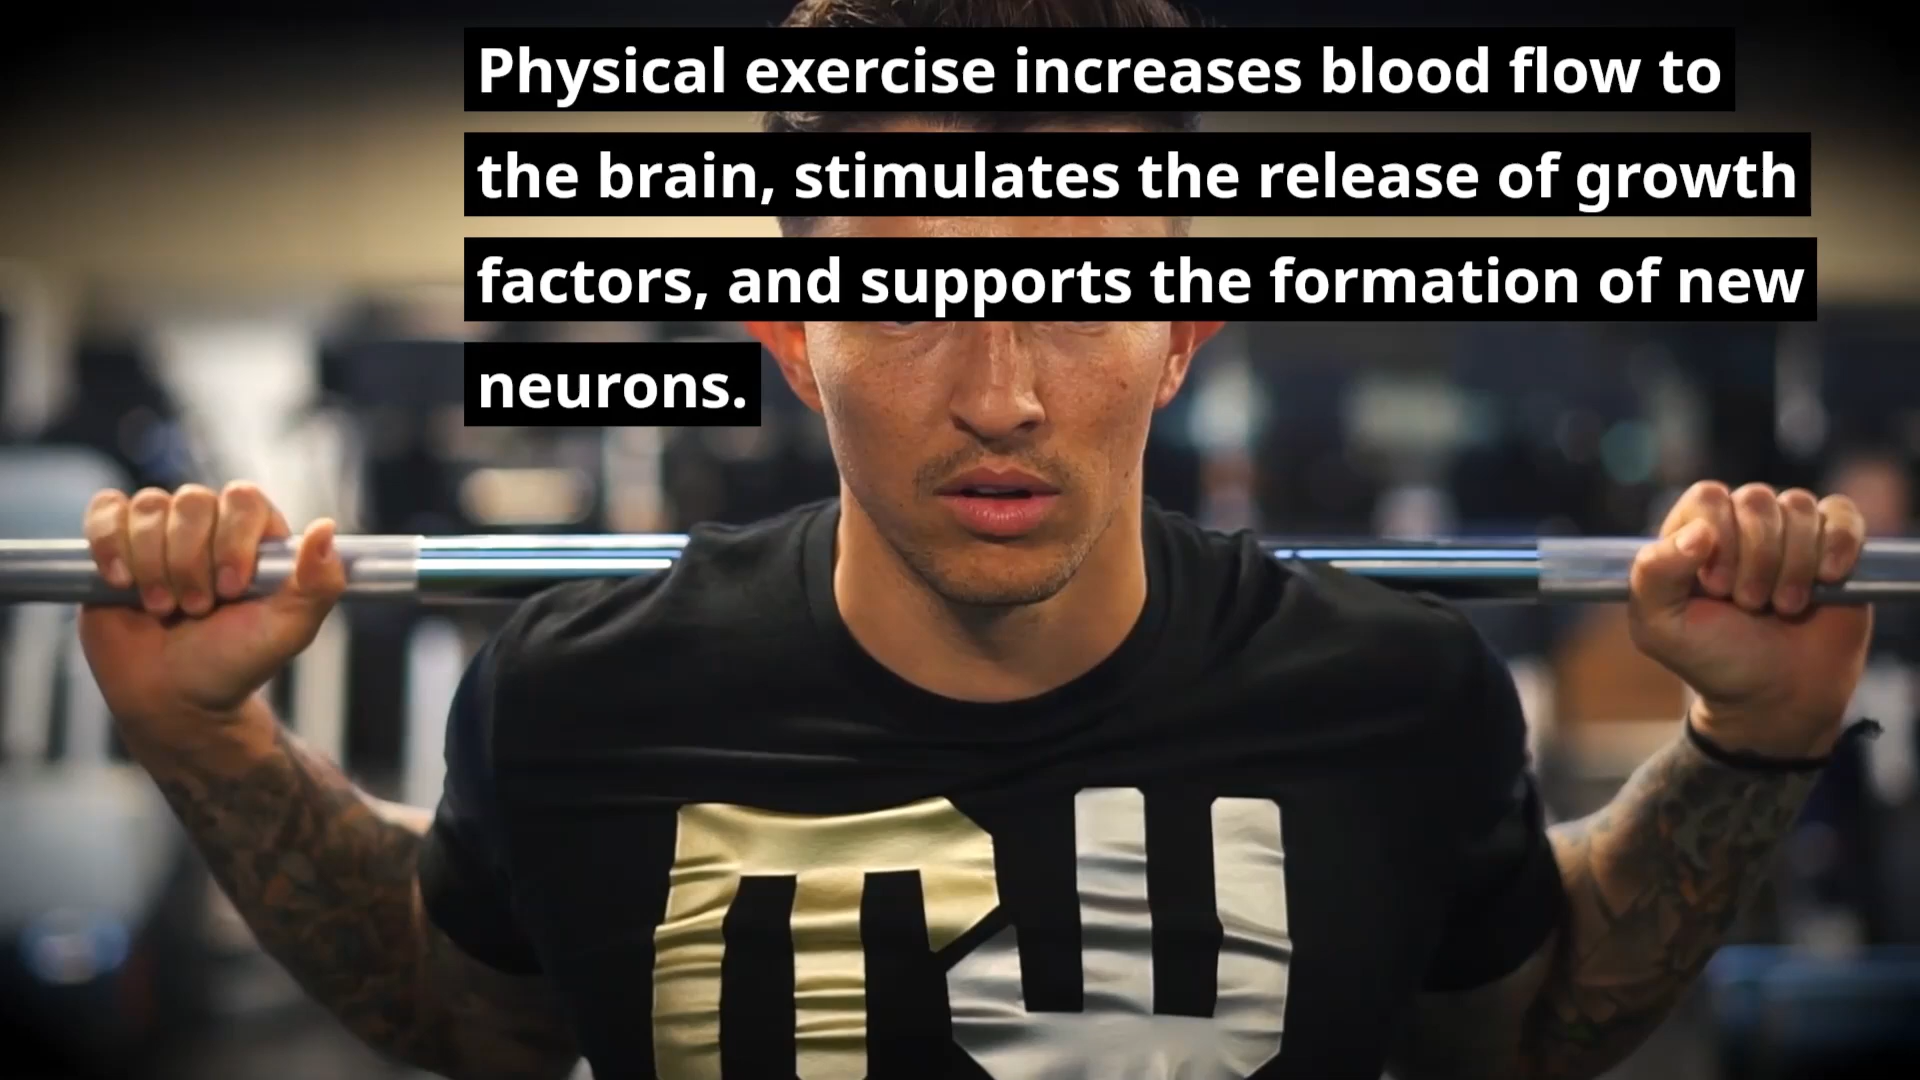 Physical exercise increases blood flow to
the brain, stimulates the release of growth
factors, and supports the formation of new
neurons.